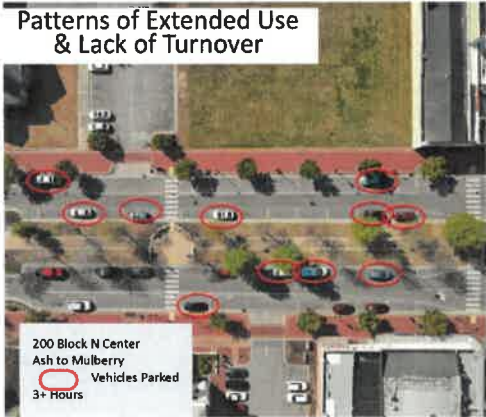 Patterns of Extended Use
& Lack of Turnover
200 Block N Center
Ash to Mulberry
Vehicles Parked
3+ Hours